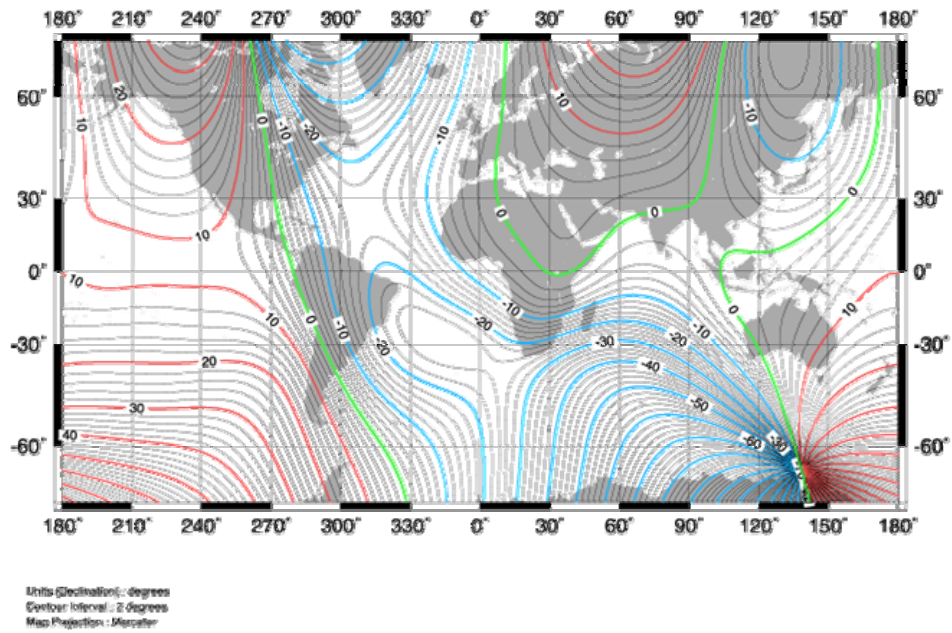 180° 210° 240° 270° 300° 330° 0° 30° 60° 90° 120° 150° 180°
60° 60°
30° 30°
0° 0°
-30° -30°
-60° -60°
10 20 0 -10 -20 -10 10 -10
0 0 0
10
10 10 0 -10 -20 -20 -10 -10 0 10
20 -30 -20
-40
30 -50
40 -60 -30
180° 210° 240° 270° 300° 330° 0° 30° 60° 90° 120° 150° 180°
Units (Declination) : degrees
Contour Interval : 2 degrees
Map Projection : Mercator